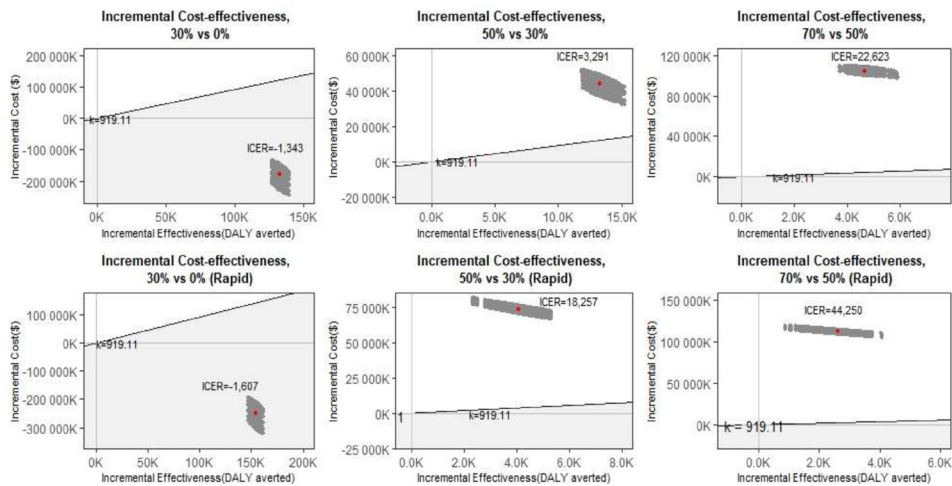 Incremental Cost-effectiveness,
30% vs 0%
200 000K
100 000K
0K
-100 000K
-200 000K
Incremental Cost($)
k=919.11
ICER=-1,343
0K
50K
100K
150K
Incremental Effectiveness(DALY averted)
Incremental Cost-effectiveness,
50% vs 30%
60 000K
40 000K
20 000K
0K
-20 000K
Incremental Cost($)
ICER=3,291
k=919.11
0.0K
5.0K
10.0K
15.0K
Incremental Effectiveness(DALY averted)
Incremental Cost-effectiveness,
70% vs 50%
120 000K
80 000K
40 000K
0K
Incremental Cost($)
ICER=22,623
k=919.11
0.0K
2.0K
4.0K
6.0K
Incremental Effectiveness(DALY averted)
Incremental Cost-effectiveness,
30% vs 0% (Rapid)
100 000K
0K
-100 000K
-200 000K
-300 000K
Incremental Cost($)
k=919.11
ICER=-1,607
0K
50K
100K
150K
200K
Incremental Effectiveness(DALY averted)
Incremental Cost-effectiveness,
50% vs 30% (Rapid)
75 000K
50 000K
25 000K
0K
-25 000K
Incremental Cost($)
ICER=18,257
1
k=919.11
0.0K
2.0K
4.0K
6.0K
8.0K
Incremental Effectiveness(DALY averted)
Incremental Cost-effectiveness,
70% vs 50% (Rapid)
150 000K
100 000K
50 000K
0K
Incremental Cost($)
ICER=44,250
k = 919.11
0.0K
2.0K
4.0K
6.0K
Incremental Effectiveness(DALY averted)